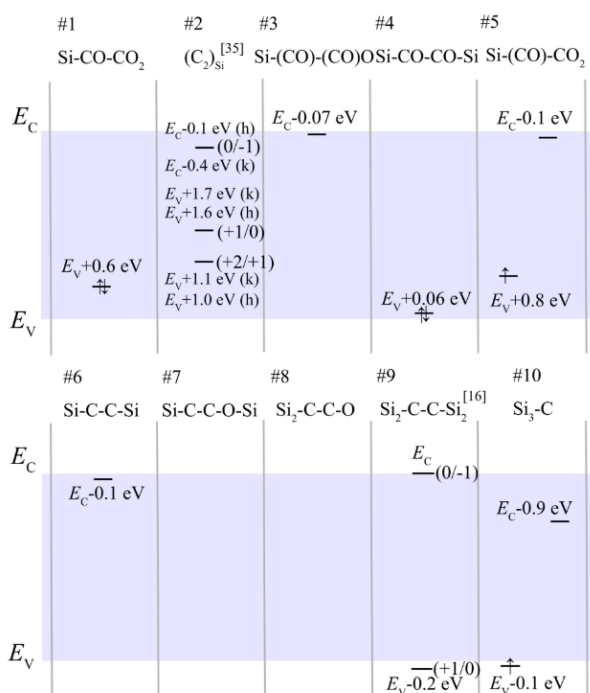 #1 #2 #3 #4 #5
Si-CO-CO₂ (C₂)Si[35] Si-(CO)-(CO)O Si-CO-CO-Si Si-(CO)-CO₂
EC
EC-0.1 eV (h)
(0/-1)
EC-0.4 eV (k)
EV+1.7 eV (k)
EV+1.6 eV (h)
(+1/0)
(+2/+1)
EV+1.1 eV (k)
EV+1.0 eV (h)
EC-0.07 eV
EC-0.1 eV
EV+0.6 eV
EV+0.06 eV
EV+0.8 eV
EV
#6 #7 #8 #9 #10
Si-C-C-Si Si-C-C-O-Si Si₂-C-C-O Si₂-C-C-Si₂[16] Si₃-C
EC
EC-0.1 eV
EC
(0/-1)
EC-0.9 eV
EV
(+1/0)
EV-0.2 eV
EV-0.1 eV